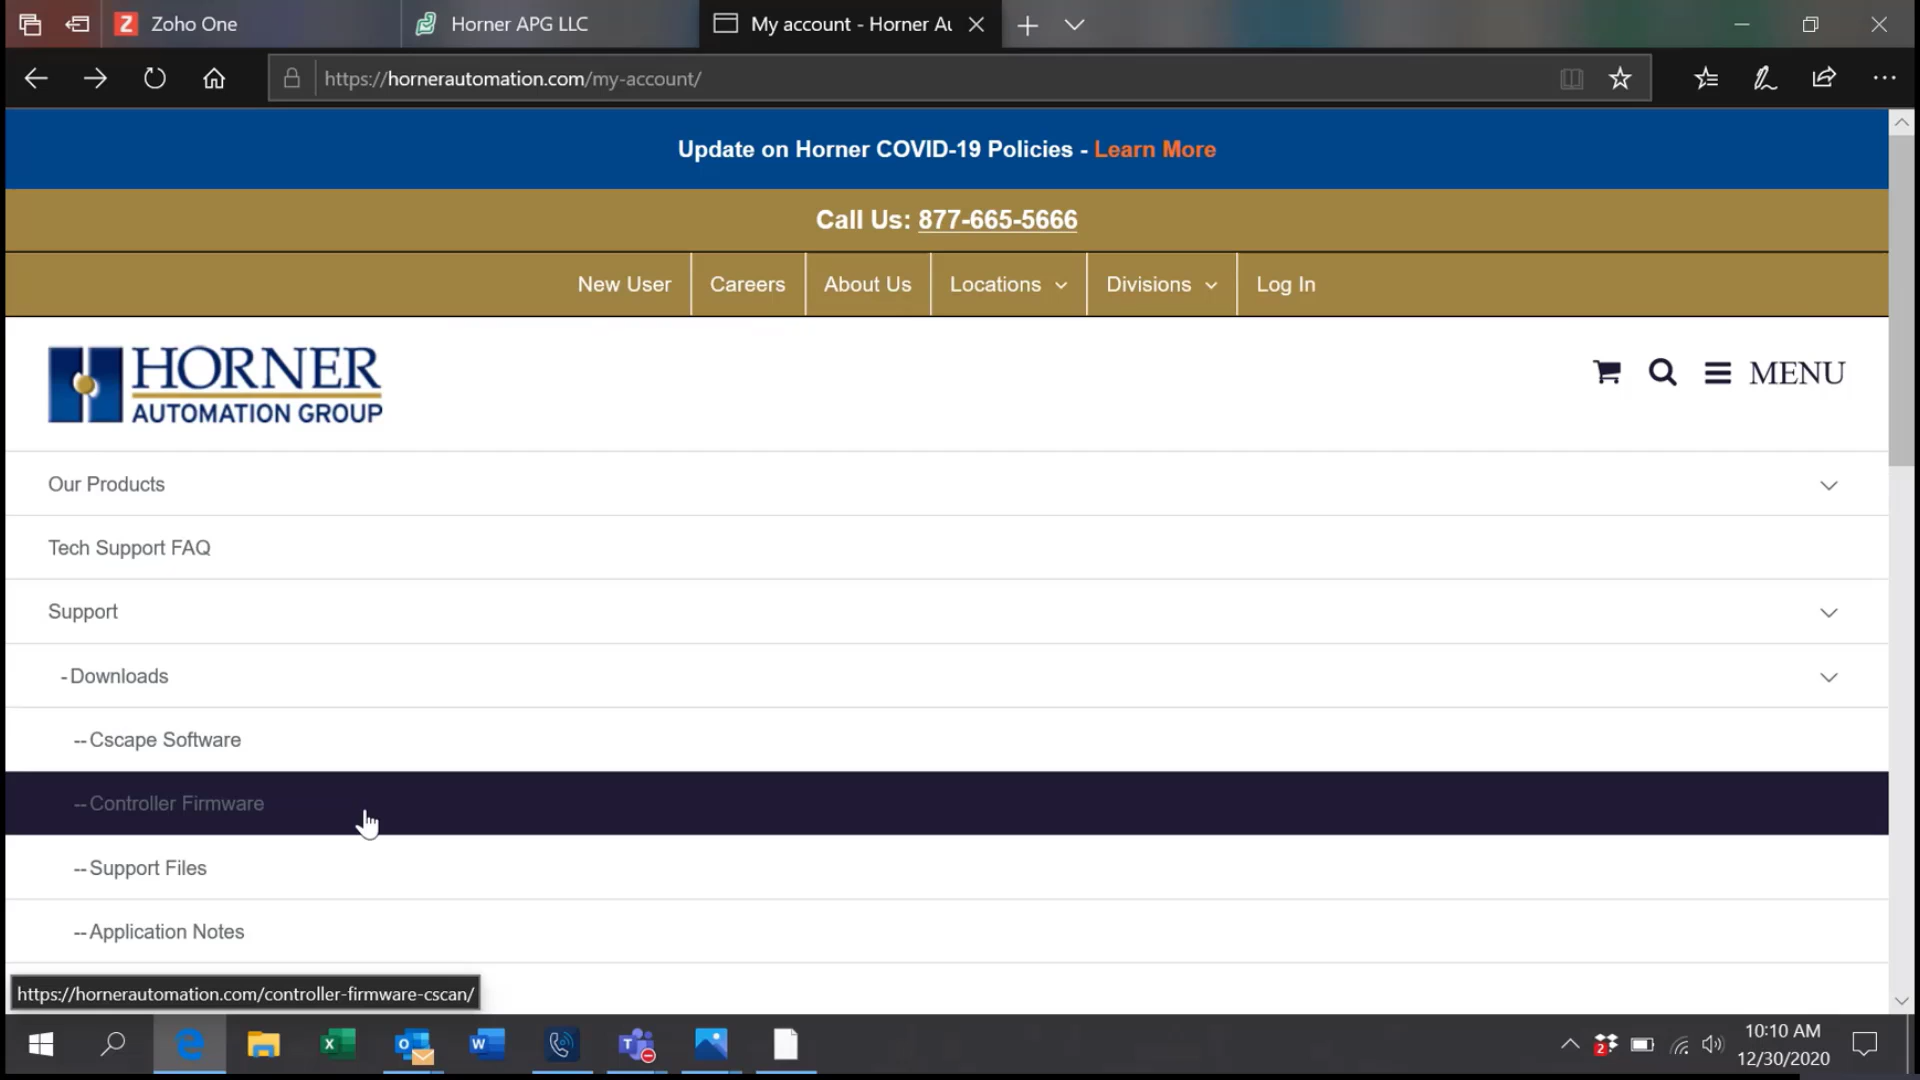 Zoho One
Horner APG LLC
My account - Horner Au
https://hornerautomation.com/my-account/
Update on Horner COVID-19 Policies - Learn More
Call Us: 877-665-5666
New User
Careers
About Us
Locations
Divisions
Log In
HORNER
AUTOMATION GROUP
MENU
Our Products
Tech Support FAQ
Support
-Downloads
--Cscape Software
--Controller Firmware
--Support Files
--Application Notes
https://hornerautomation.com/controller-firmware-cscan/
10:10 AM
12/30/2020